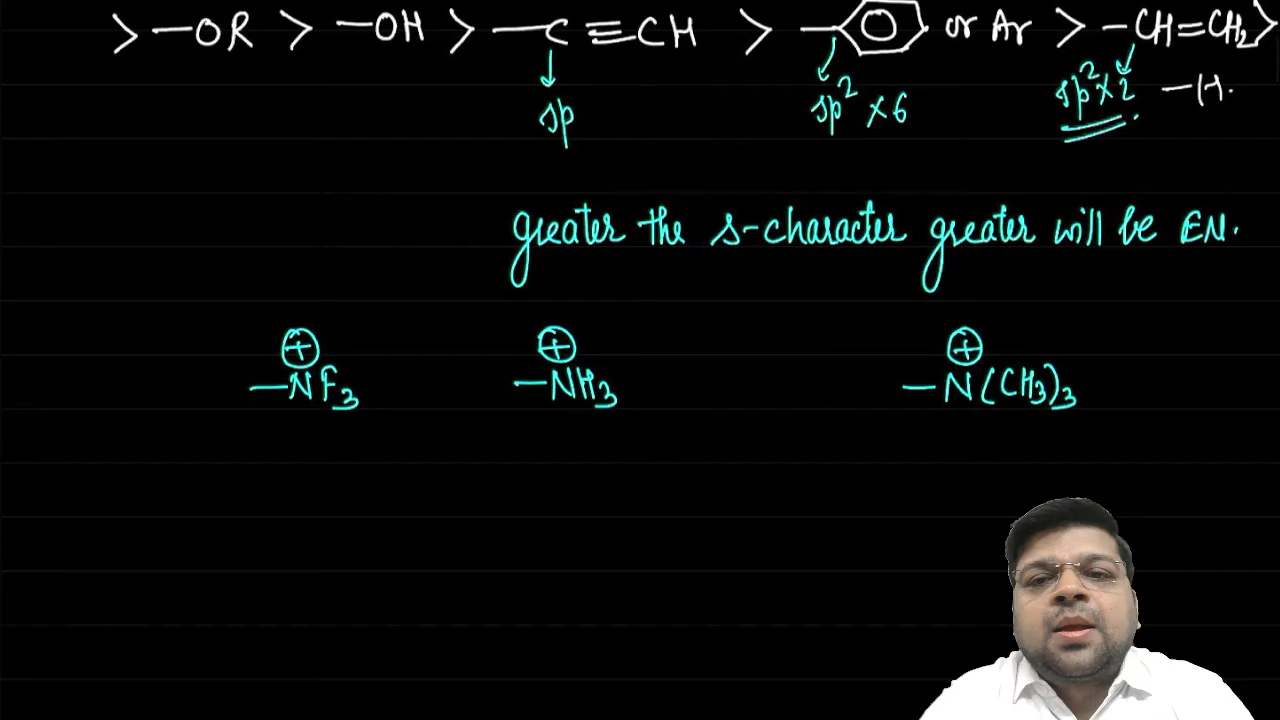 > —OR > —OH > —C≡CH > —⌬ or Ar > —CH=CH₂ >
sp sp² ×6 sp²×2 —H.
greater the s-character greater will be EN.
⊕ ⊕ ⊕
—NF₃ —NH₃ —N(CH₃)₃